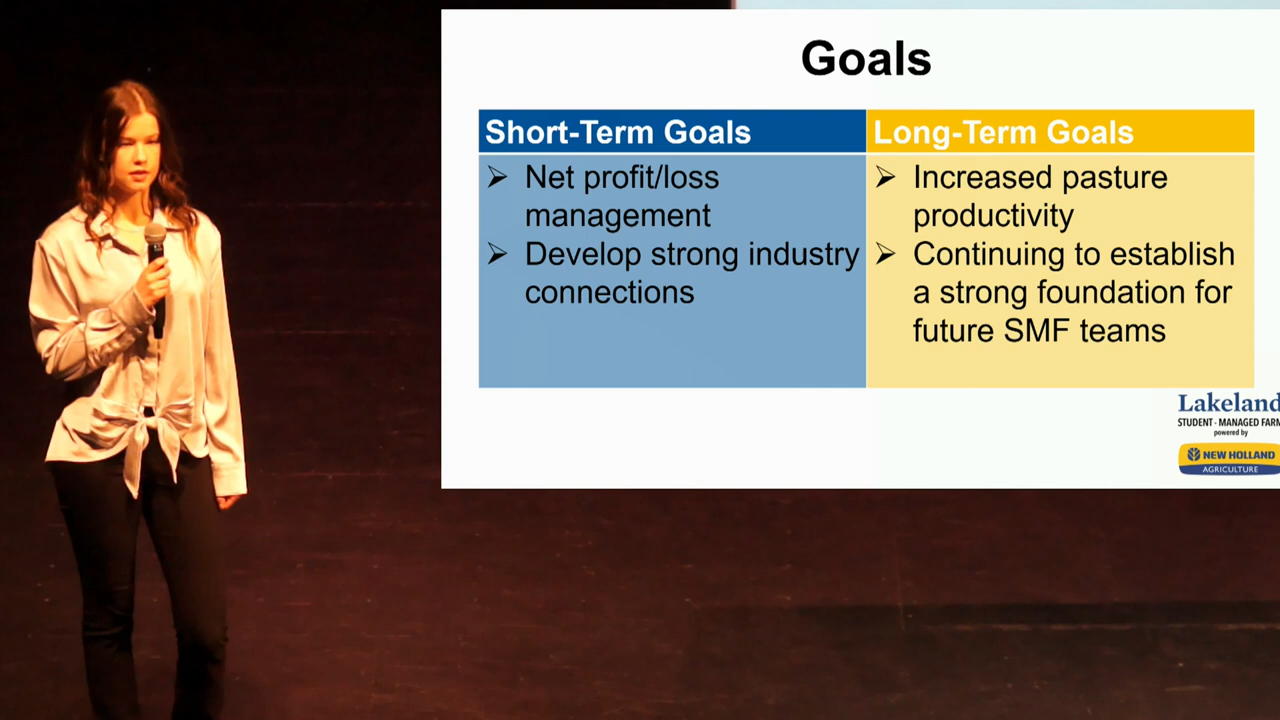 Goals
Short-Term Goals
Long-Term Goals
➢ Net profit/loss
management
➢ Develop strong industry
connections
➢ Increased pasture
productivity
➢ Continuing to establish
a strong foundation for
future SMF teams
Lakeland
STUDENT - MANAGED FARM
powered by
NEW HOLLAND
AGRICULTURE